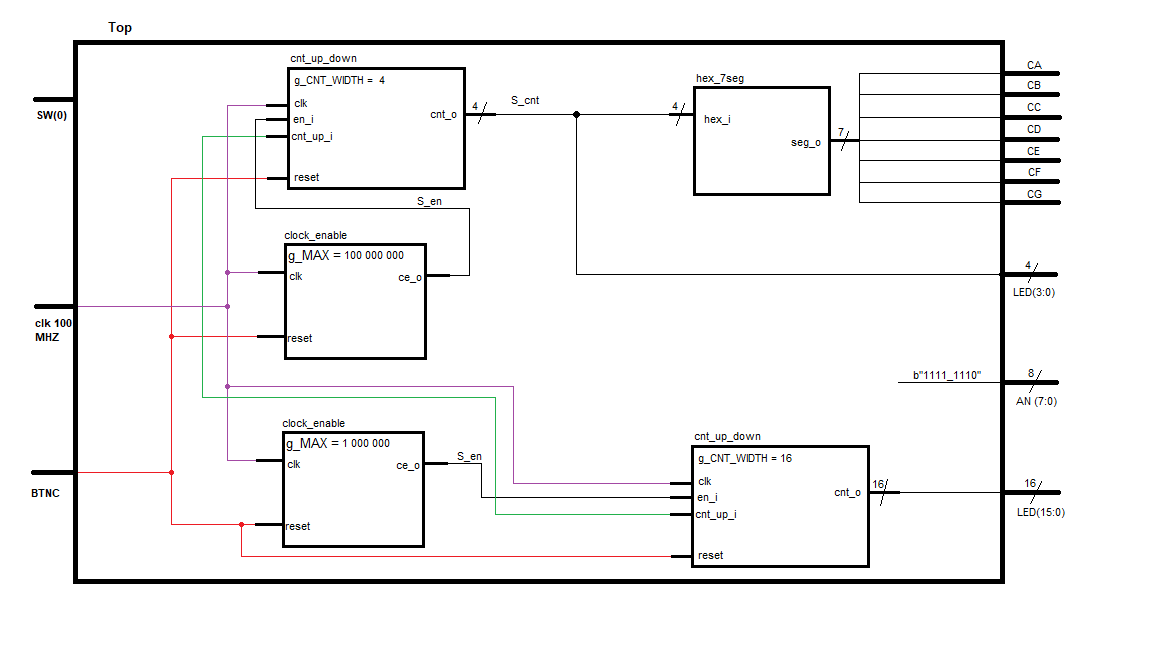 Top
SW(0)
clk 100
MHZ
BTNC
cnt_up_down
g_CNT_WIDTH = 4
clk
en_i
cnt_up_i
reset
cnt_o
4
S_cnt
4
hex_7seg
hex_i
seg_o
7
CA
CB
CC
CD
CE
CF
CG
S_en
clock_enable
g_MAX = 100 000 000
clk
ce_o
reset
4
LED(3:0)
b"1111_1110"
8
AN (7:0)
clock_enable
g_MAX = 1 000 000
clk
ce_o
reset
S_en
cnt_up_down
g_CNT_WIDTH = 16
clk
en_i
cnt_up_i
reset
cnt_o
16
16
LED(15:0)